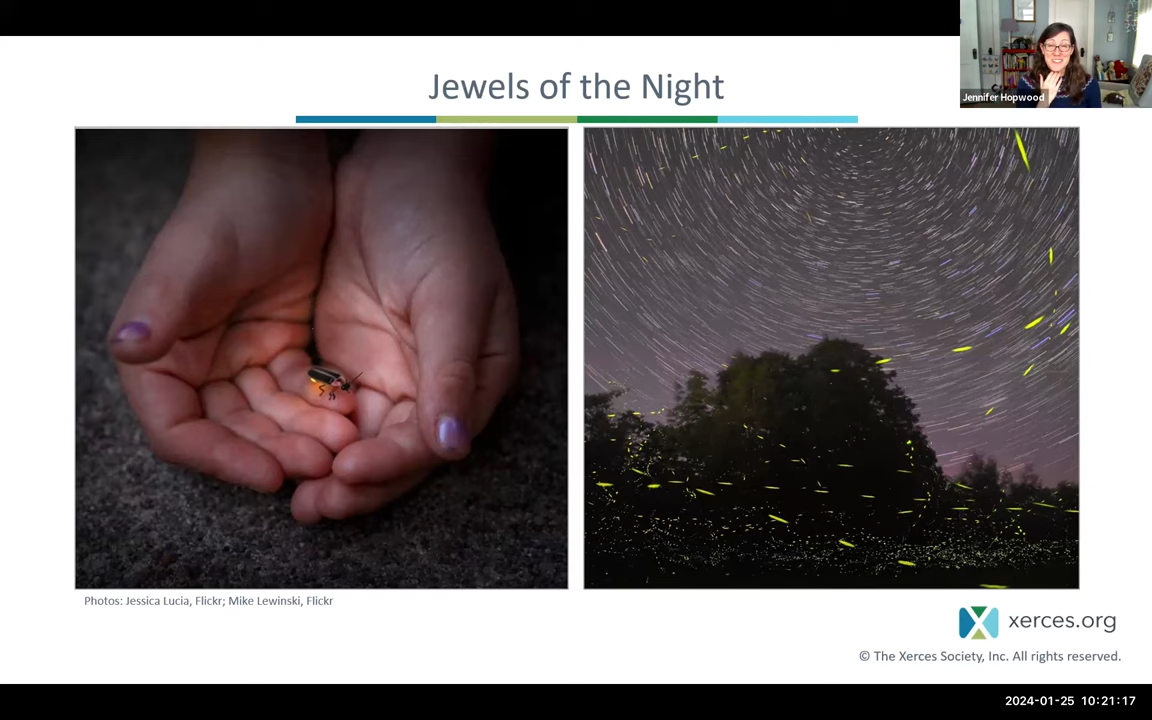 Jewels of the Night
Jennifer Hopwood
Photos: Jessica Lucia, Flickr; Mike Lewinski, Flickr
xerces.org
© The Xerces Society, Inc. All rights reserved.
2024-01-25 10:21:17